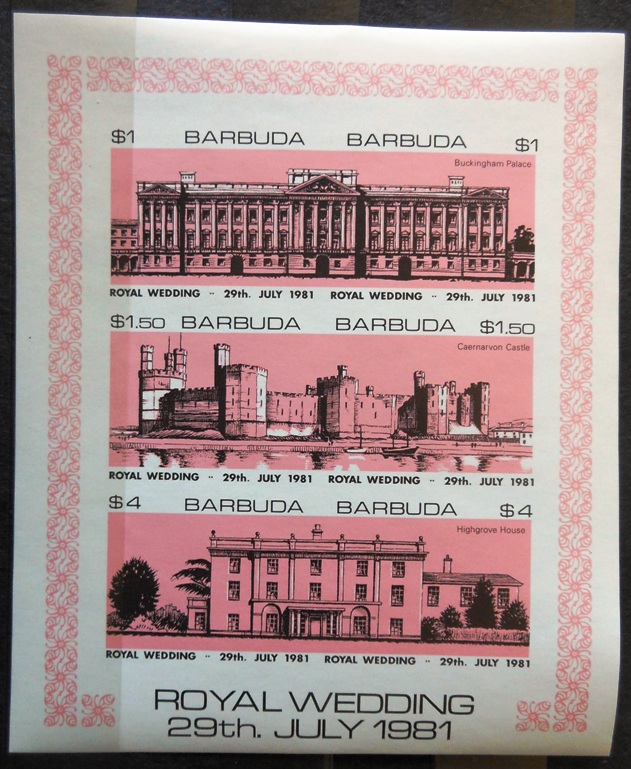 $1 BARBUDA BARBUDA $1
Buckingham Palace
ROYAL WEDDING ·· 29th. JULY 1981 ROYAL WEDDING ·· 29th. JULY 1981
$1.50 BARBUDA BARBUDA $1.50
Caernarvon Castle
ROYAL WEDDING ·· 29th. JULY 1981 ROYAL WEDDING ·· 29th. JULY 1981
$4 BARBUDA BARBUDA $4
Highgrove House
ROYAL WEDDING ·· 29th. JULY 1981 ROYAL WEDDING ·· 29th. JULY 1981
ROYAL WEDDING
29th. JULY 1981